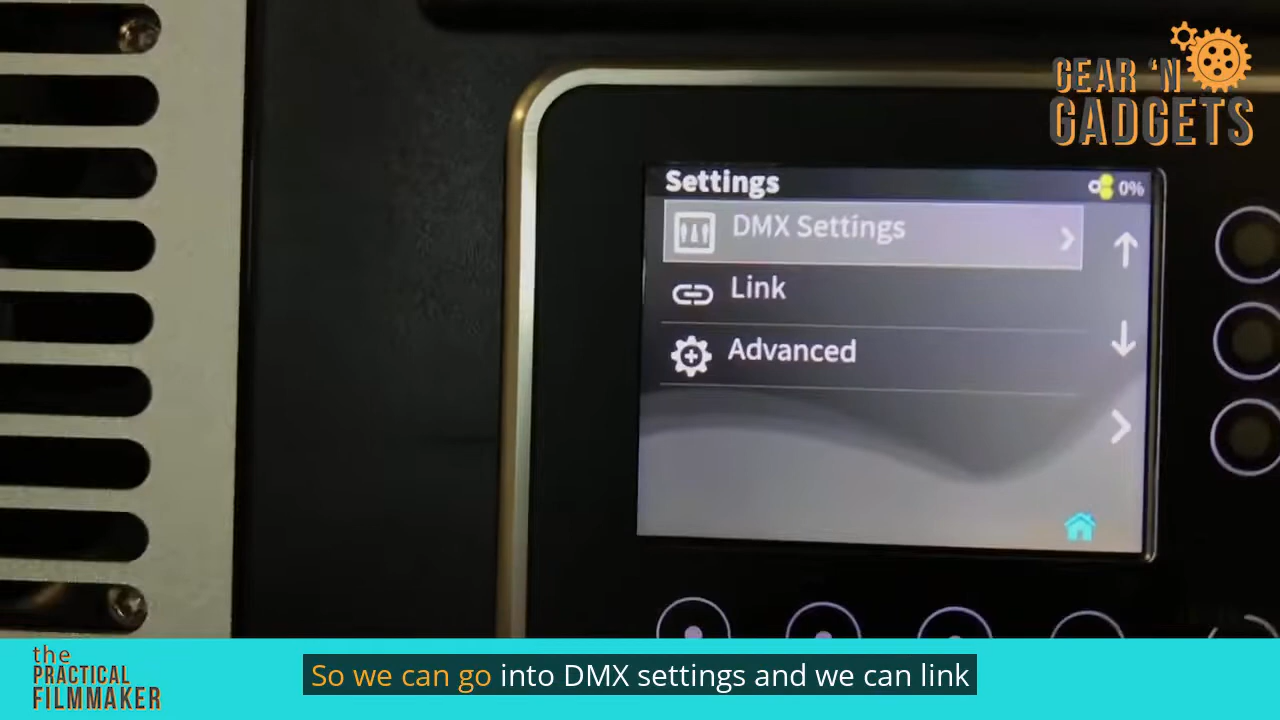 GEAR 'N
GADGETS
Settings
0%
DMX Settings
Link
Advanced
the
PRACTICAL
FILMMAKER
So we can go into DMX settings and we can link